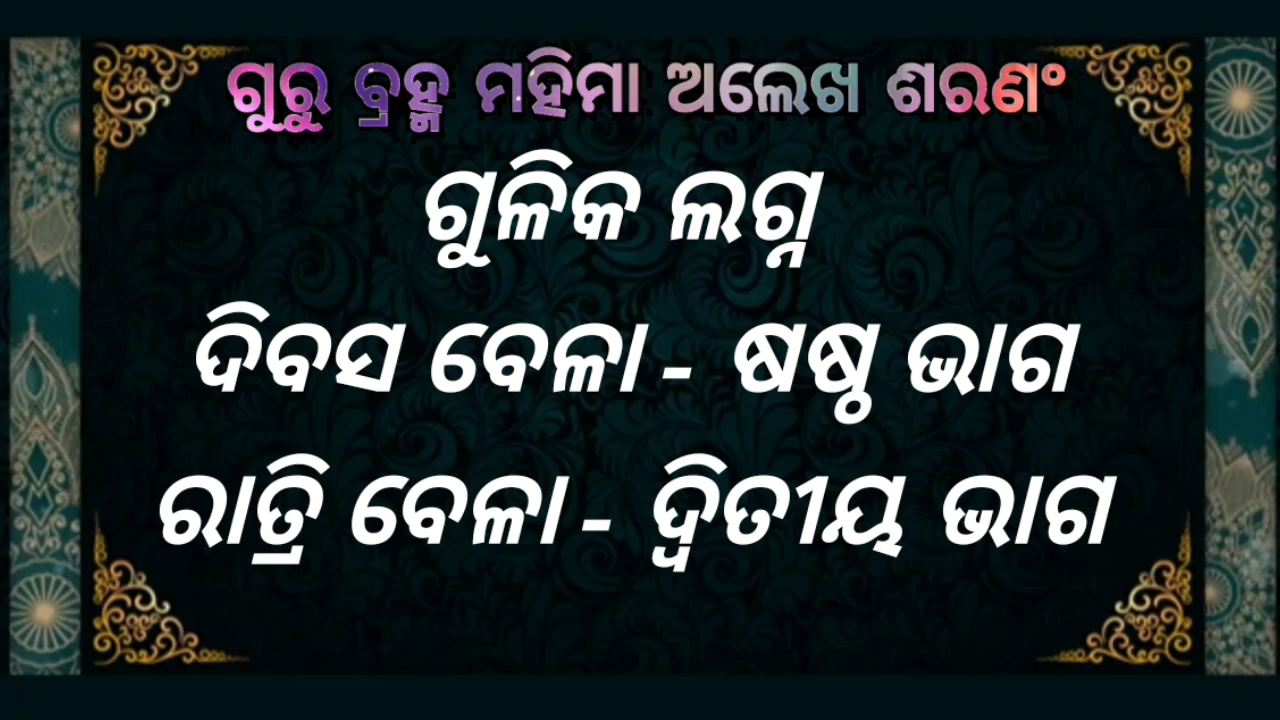 ଗୁରୁ ବ୍ରହ୍ମ ମହିମା ଅଲେଖ ଶରଣଂ
ଗୁଳିକ ଲଗ୍ନ
ଦିବସ ବେଳା - ଷଷ୍ଠ ଭାଗ
ରାତ୍ରି ବେଳା - ଦ୍ଵିତୀୟ ଭାଗ